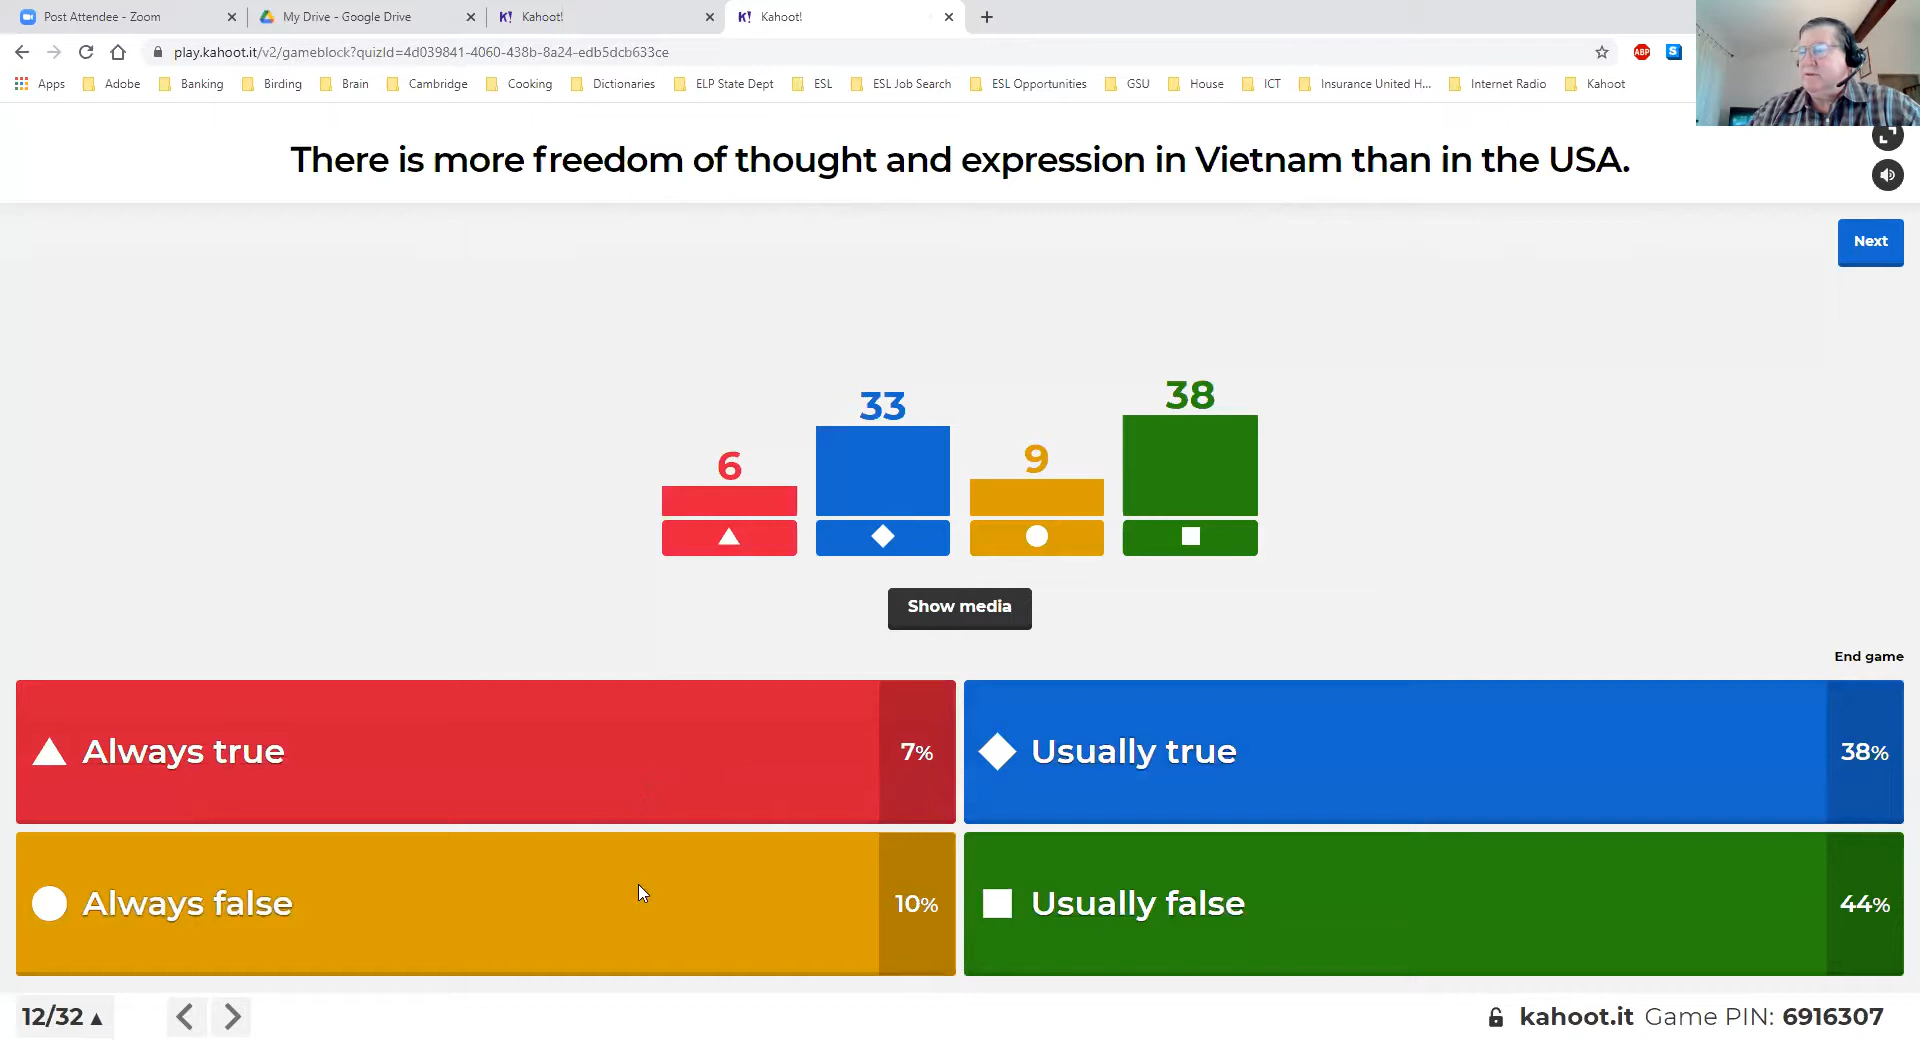 Post Attendee - Zoom
My Drive - Google Drive
K! Kahoot!
K! Kahoot!
play.kahoot.it/v2/gameblock?quizId=4d039841-4060-438b-8a24-edb5dcb633ce
ABP
S
Apps Adobe Banking Birding Brain Cambridge Cooking Dictionaries ELP State Dept ESL ESL Job Search ESL Opportunities GSU House ICT Insurance United H... Internet Radio Kahoot
There is more freedom of thought and expression in Vietnam than in the USA.
Next
6 33 9 38
Show media
End game
Always true 7%
Usually true 38%
Always false 10%
Usually false 44%
12/32
kahoot.it Game PIN: 6916307